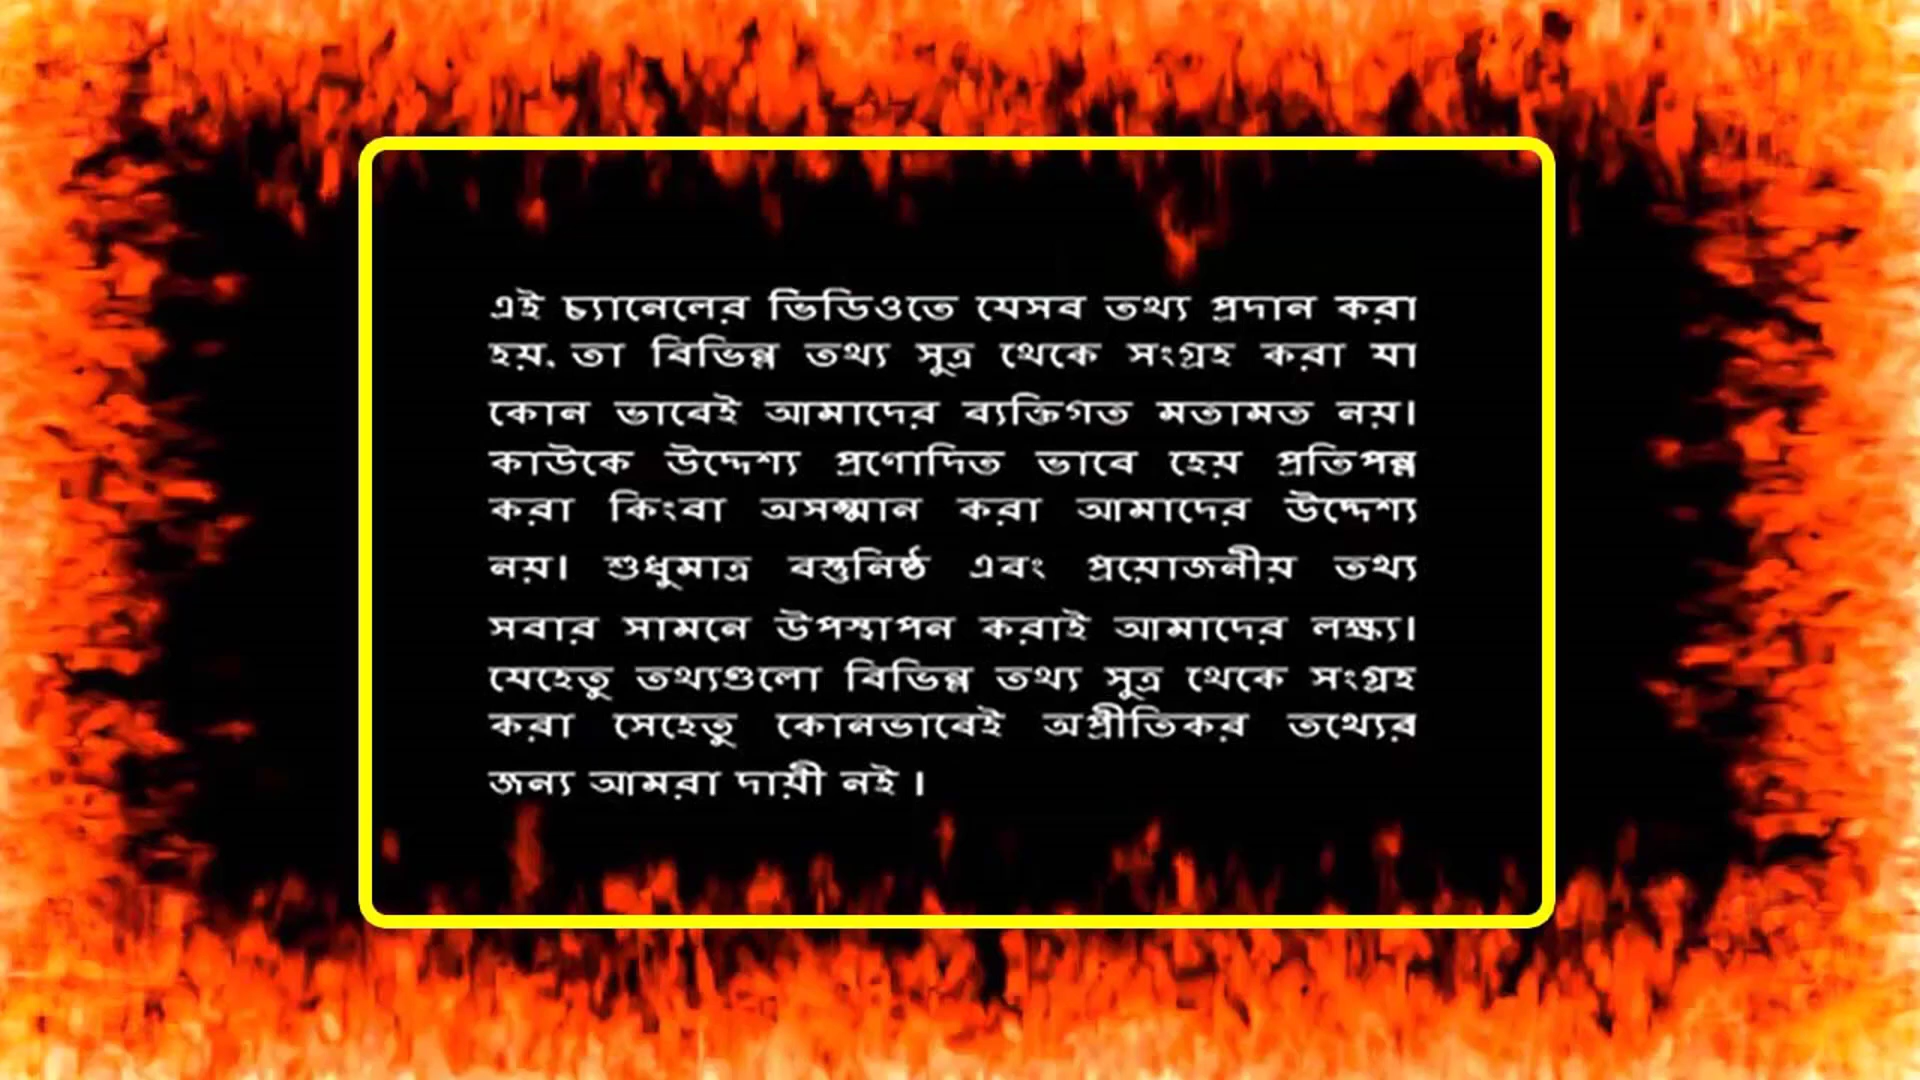 এই চ্যানেলের ভিডিওতে যেসব তথ্য প্রদান করা
হয়, তা বিভিন্ন তথ্য সুত্র থেকে সংগ্রহ করা যা
কোন ভাবেই আমাদের ব্যক্তিগত মতামত নয়।
কাউকে উদ্দেশ্য প্রণোদিত ভাবে হেয় প্রতিপন্ন
করা কিংবা অসম্মান করা আমাদের উদ্দেশ্য
নয়। শুধুমাত্র বস্তুনিষ্ঠ এবং প্রয়োজনীয় তথ্য
সবার সামনে উপস্থাপন করাই আমাদের লক্ষ্য।
যেহেতু তথ্যগুলো বিভিন্ন তথ্য সুত্র থেকে সংগ্রহ
করা সেহেতু কোনভাবেই অপ্রীতিকর তথ্যের
জন্য আমরা দায়ী নই ।